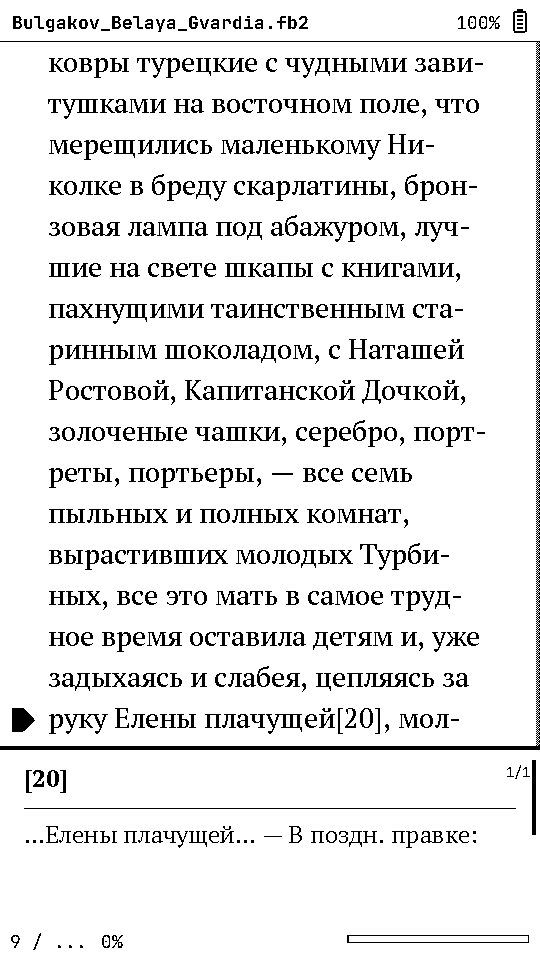 Bulgakov_Belaya_Gvardia.fb2 100%
ковры турецкие с чудными зави-
тушками на восточном поле, что
мерещились маленькому Ни-
колке в бреду скарлатины, брон-
зовая лампа под абажуром, луч-
шие на свете шкапы с книгами,
пахнущими таинственным ста-
ринным шоколадом, с Наташей
Ростовой, Капитанской Дочкой,
золоченые чашки, серебро, порт-
реты, портьеры, — все семь
пыльных и полных комнат,
вырастивших молодых Турби-
ных, все это мать в самое труд-
ное время оставила детям и, уже
задыхаясь и слабея, цепляясь за
руку Елены плачущей[20], мол-
[20]
1/1
...Елены плачущей... — В поздн. правке:
9 / ... 0%